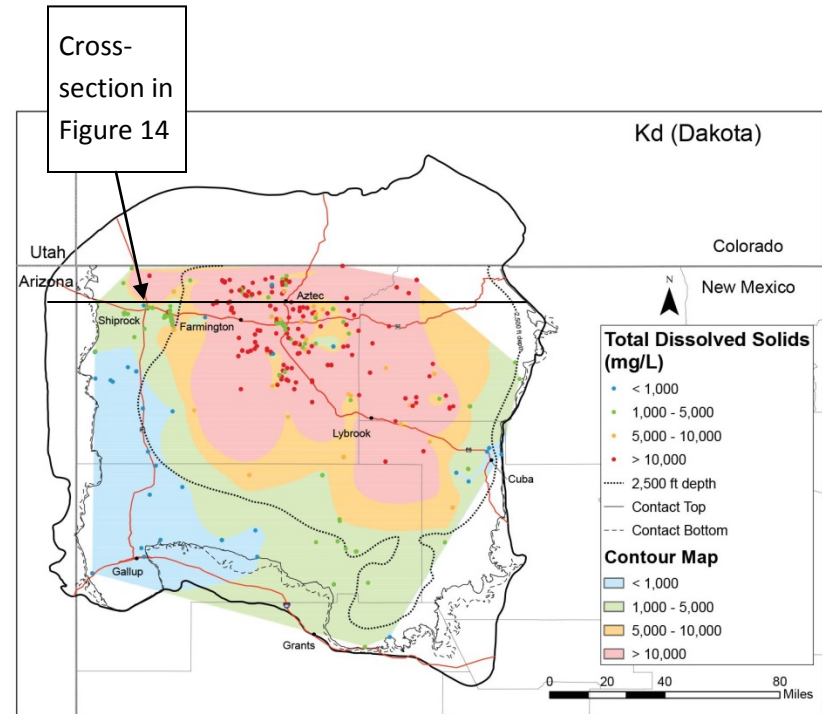 Cross-
section in
Figure 14
Kd (Dakota)
Utah
Colorado
Arizona
New Mexico
N
Aztec
Shiprock
Farmington
2,500 ft depth
Lybrook
Cuba
Gallup
Grants
Total Dissolved Solids
(mg/L)
< 1,000
1,000 - 5,000
5,000 - 10,000
> 10,000
2,500 ft depth
Contact Top
Contact Bottom
Contour Map
< 1,000
1,000 - 5,000
5,000 - 10,000
> 10,000
0 20 40 80
Miles